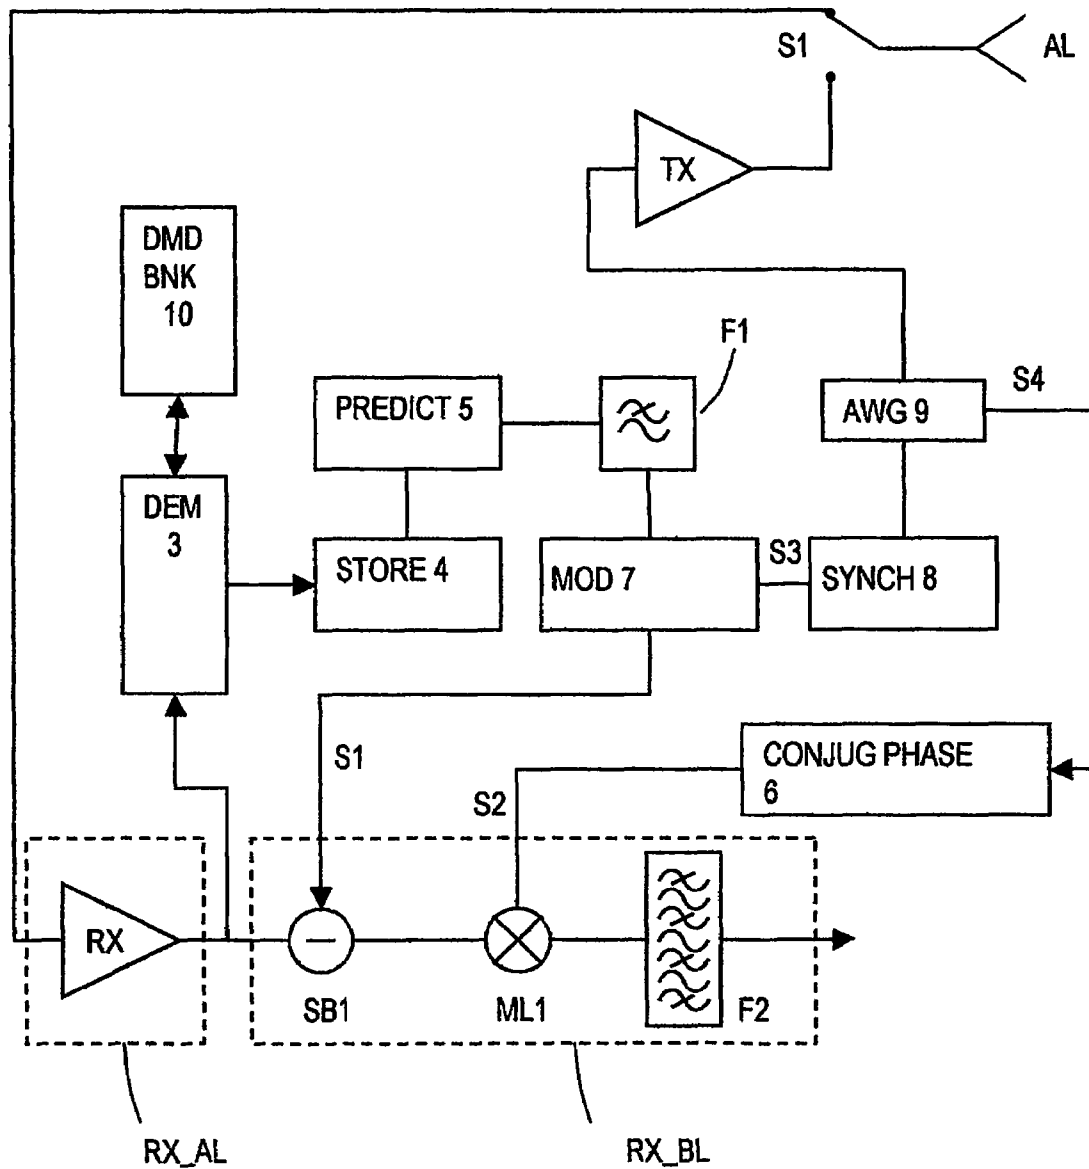 S1
AL
TX
DMD
BNK
10
F1
S4
PREDICT 5
AWG 9
DEM
3
S3
STORE 4
MOD 7
SYNCH 8
S1
CONJUG PHASE
6
S2
RX
SB1
ML1
F2
RX_AL
RX_BL